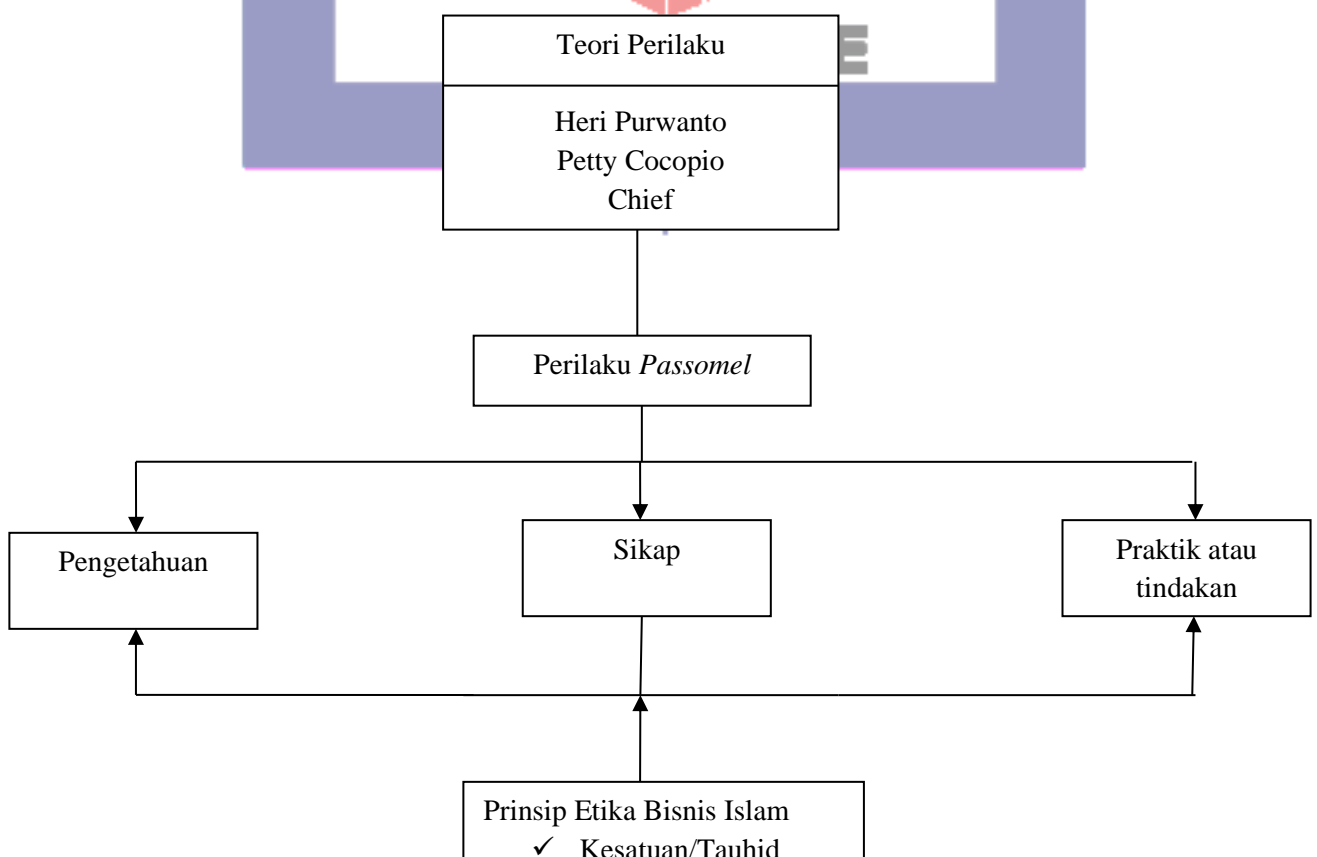 Teori Perilaku
Heri Purwanto
Petty Cocopio
Chief
Perilaku Passomel
Pengetahuan
Sikap
Praktik atau
tindakan
Prinsip Etika Bisnis Islam
✓ Kesatuan/Tauhid